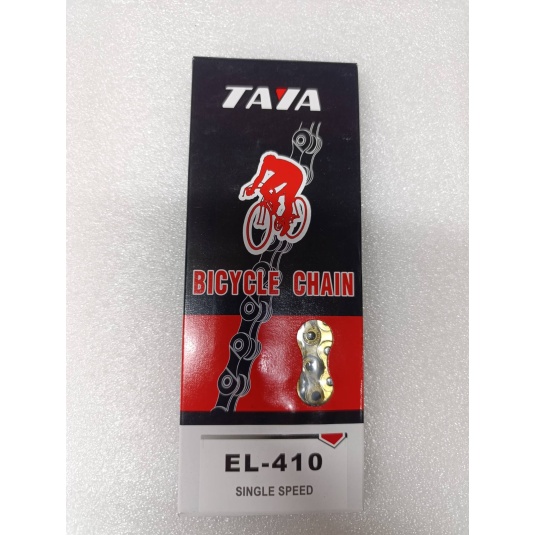 TAYA
BICYCLE CHAIN
EL-410
SINGLE SPEED